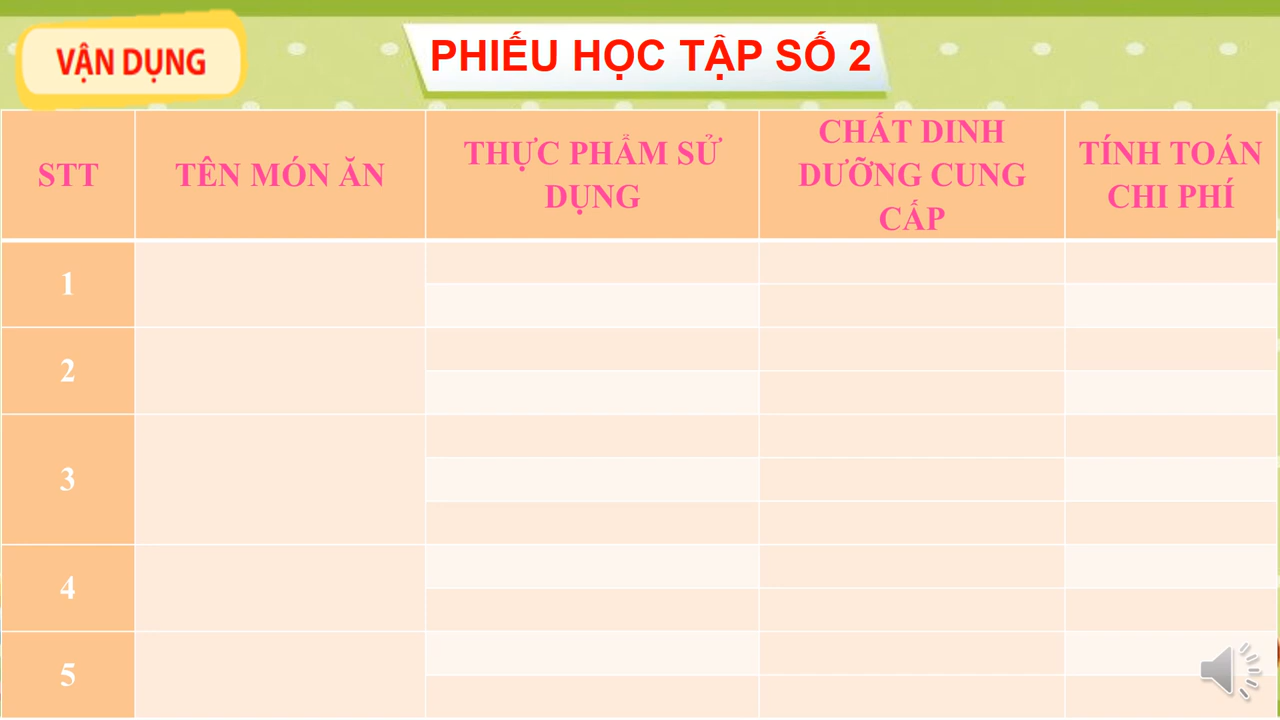 VẬN DỤNG
PHIẾU HỌC TẬP SỐ 2
STT
TÊN MÓN ĂN
THỰC PHẨM SỬ
DỤNG
CHẤT DINH
DƯỠNG CUNG
CẤP
TÍNH TOÁN
CHI PHÍ
1
2
3
4
5